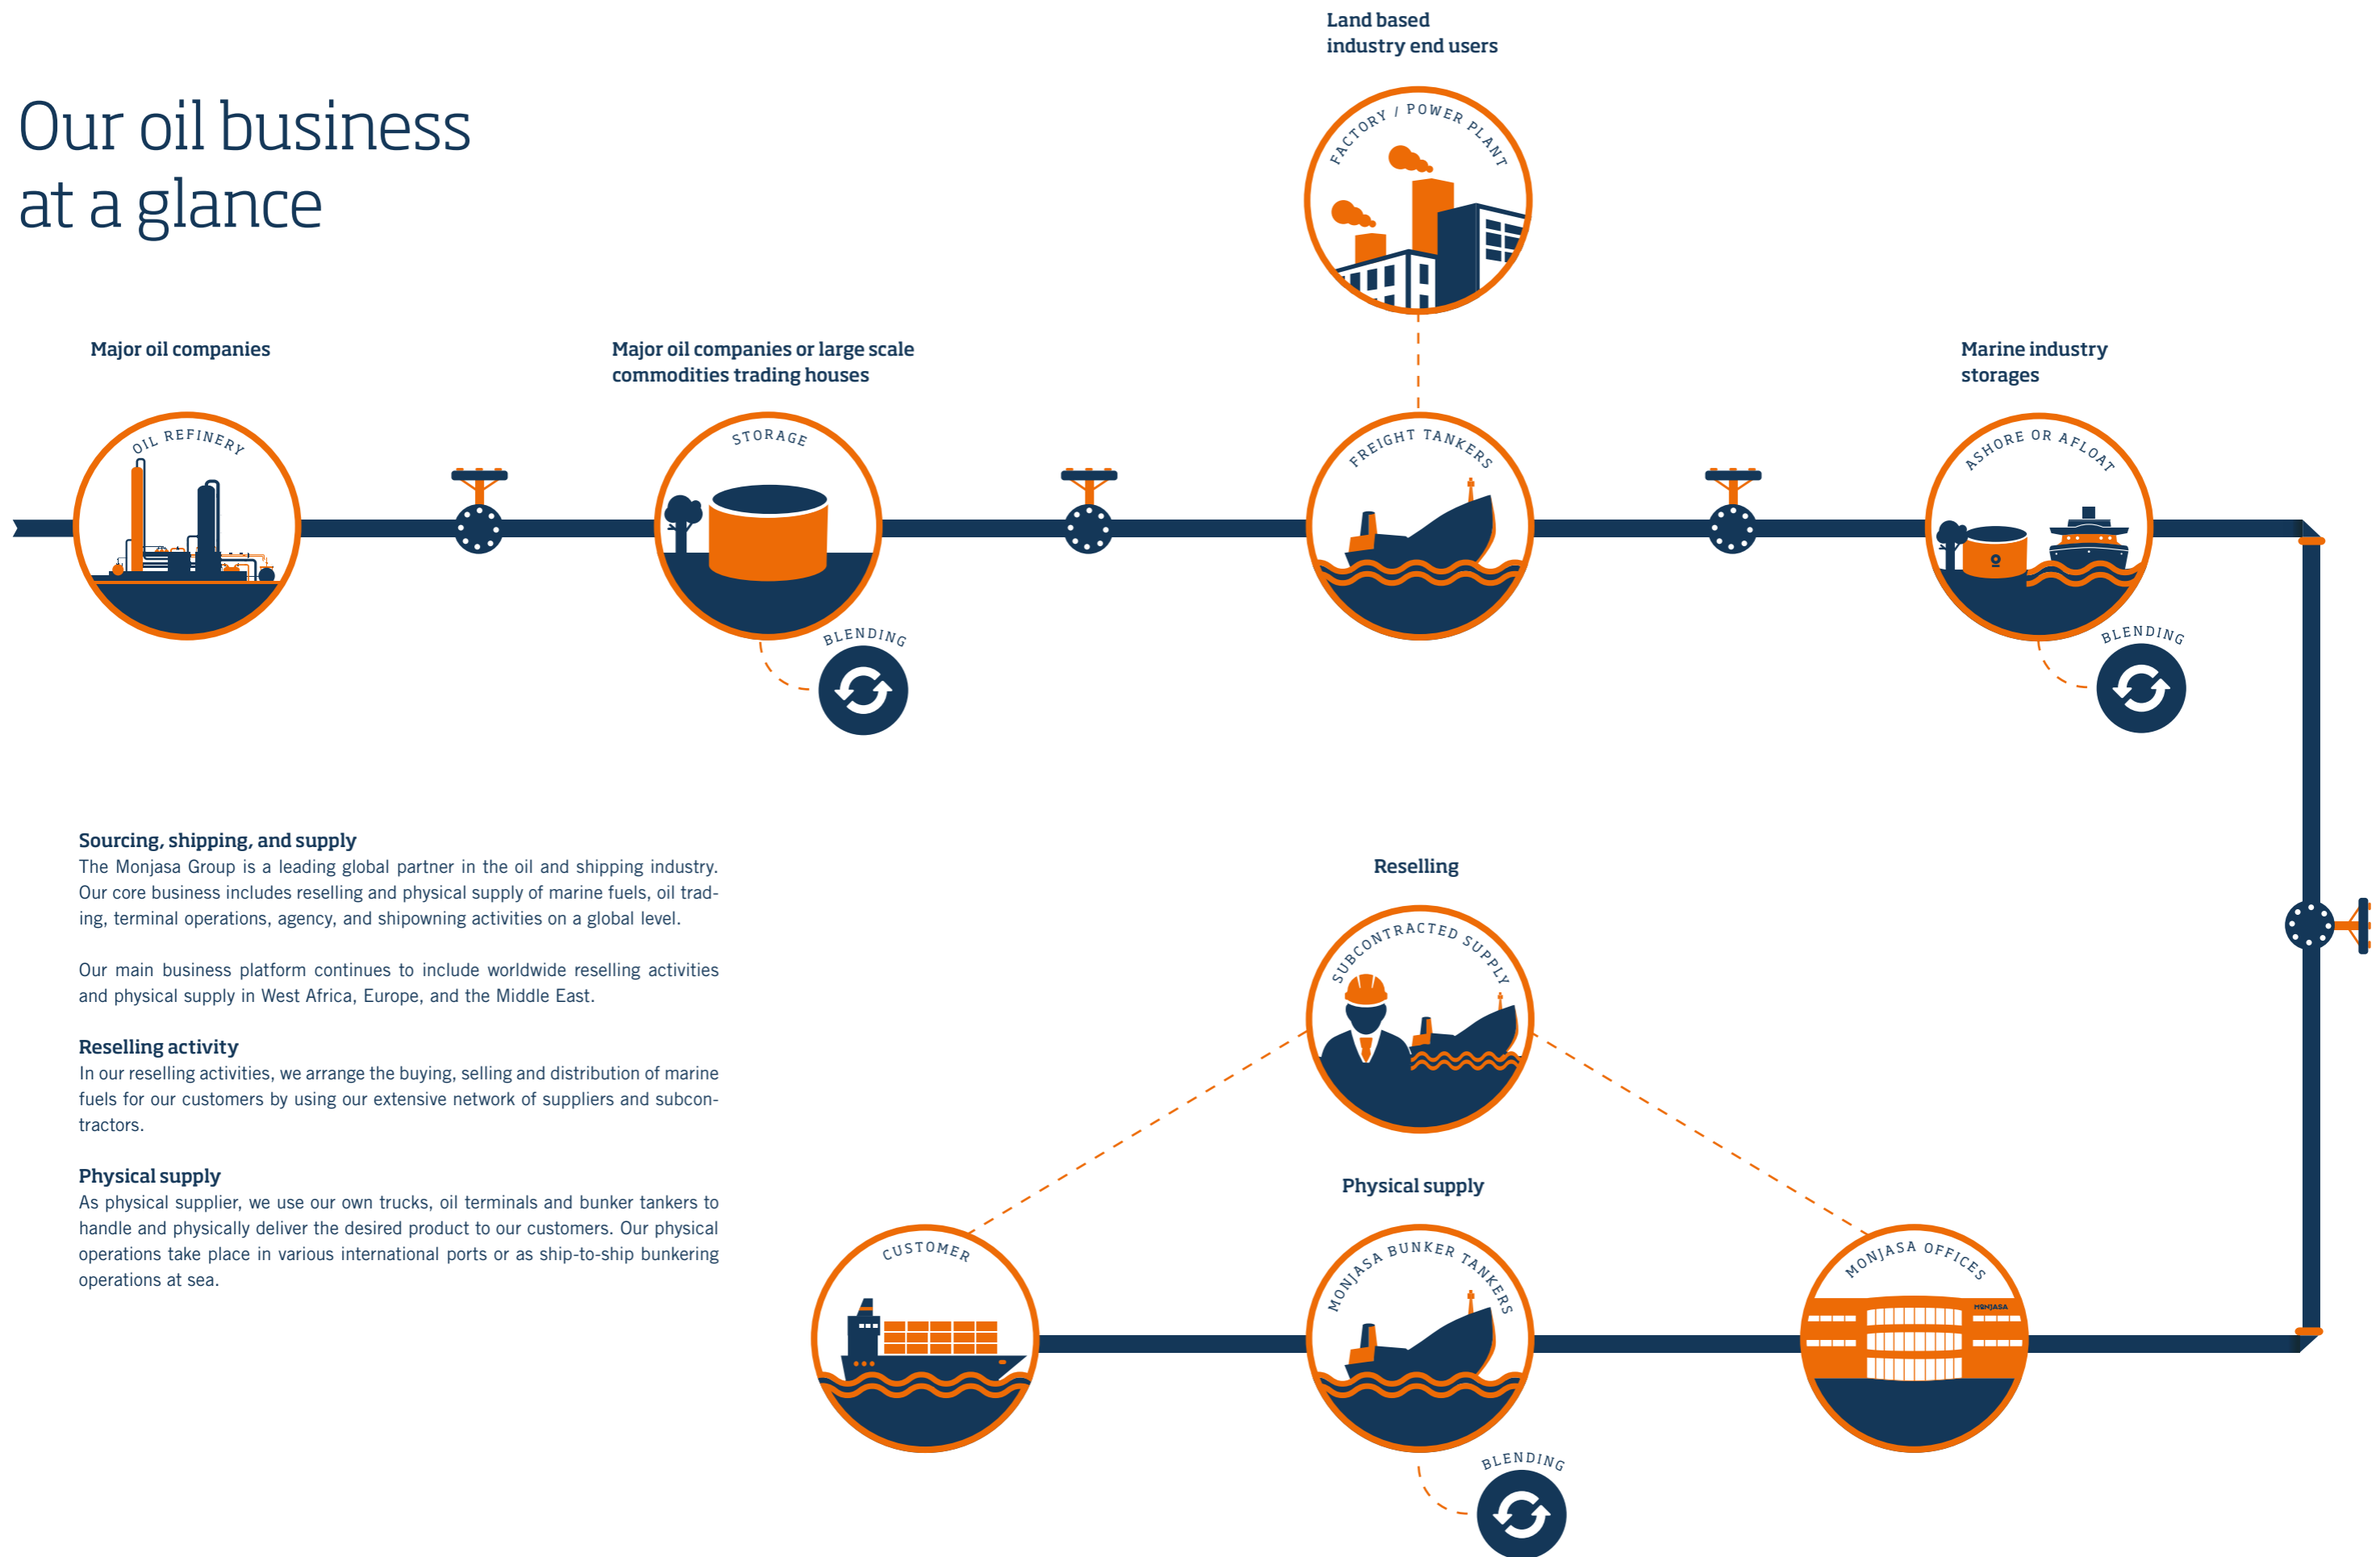 Our oil business
at a glance
Land based
industry end users
FACTORY / POWER PLANT
Major oil companies
OIL REFINERY
Major oil companies or large scale
commodities trading houses
STORAGE
BLENDING
FREIGHT TANKERS
Marine industry
storages
ASHORE OR AFLOAT
BLENDING
Sourcing, shipping, and supply
The Monjasa Group is a leading global partner in the oil and shipping industry.
Our core business includes reselling and physical supply of marine fuels, oil trad-
ing, terminal operations, agency, and shipowning activities on a global level.
Our main business platform continues to include worldwide reselling activities
and physical supply in West Africa, Europe, and the Middle East.
Reselling activity
In our reselling activities, we arrange the buying, selling and distribution of marine
fuels for our customers by using our extensive network of suppliers and subcon-
tractors.
Physical supply
As physical supplier, we use our own trucks, oil terminals and bunker tankers to
handle and physically deliver the desired product to our customers. Our physical
operations take place in various international ports or as ship-to-ship bunkering
operations at sea.
Reselling
SUBCONTRACTED SUPPLY
Physical supply
CUSTOMER
MONJASA BUNKER TANKERS
MONJASA OFFICES
MONJASA
BLENDING